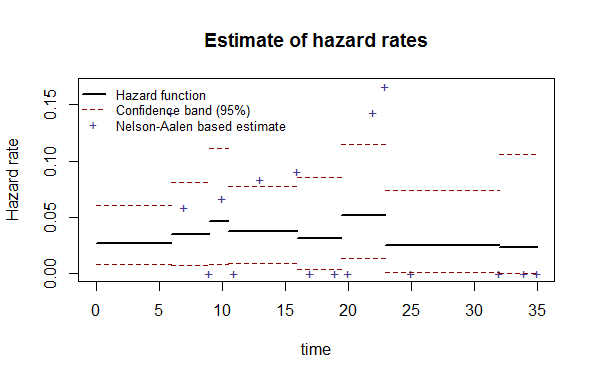 Estimate of hazard rates
Hazard function
Confidence band (95%)
Nelson-Aalen based estimate
Hazard rate
0.15
0.10
0.05
0.00
0 5 10 15 20 25 30 35
time